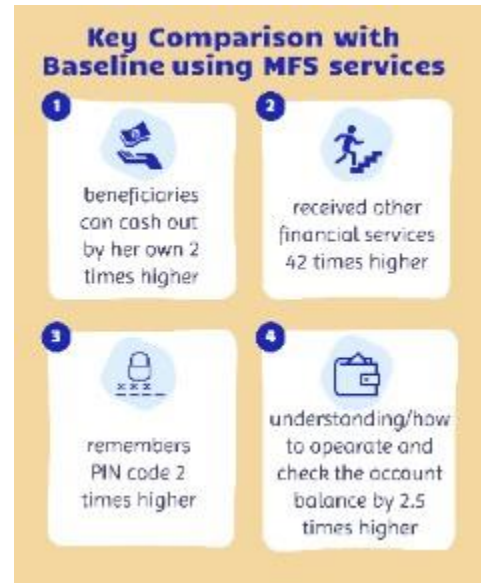 Key Comparison with
Baseline using MFS services
1
beneficiaries
can cash out
by her own 2
times higher
2
received other
financial services
42 times higher
3
***
remembers
PIN code 2
times higher
4
understanding/how
to opearate and
check the account
balance by 2.5
times higher